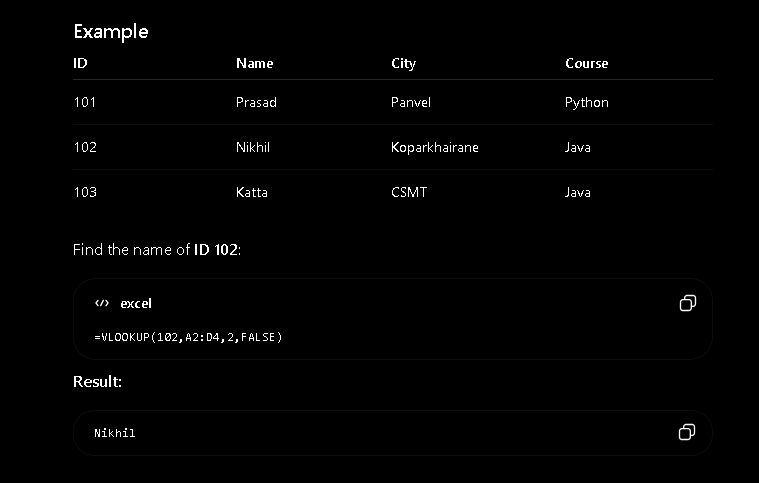 Example
ID Name City Course
101 Prasad Panvel Python
102 Nikhil Koparkhairane Java
103 Katta CSMT Java
Find the name of ID 102:
</> excel
=VLOOKUP(102,A2:D4,2,FALSE)
Result:
Nikhil